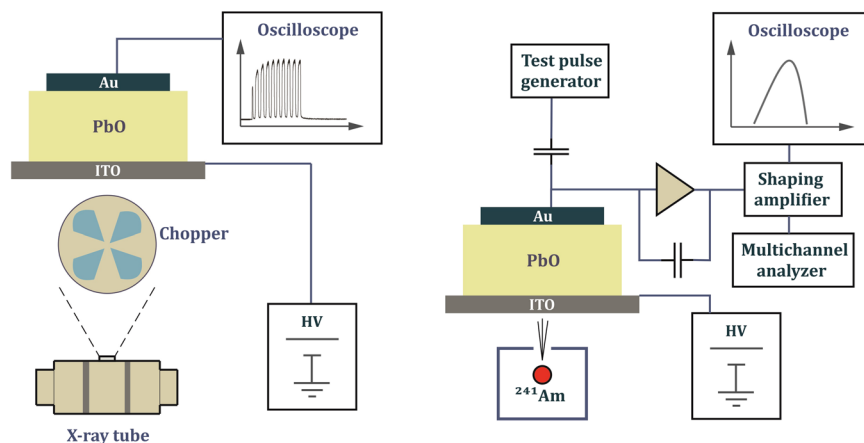 Oscilloscope
Au
PbO
ITO
Chopper
HV
X-ray tube
Oscilloscope
Test pulse
generator
Shaping
amplifier
Au
PbO
Multichannel
analyzer
ITO
HV
²⁴¹Am